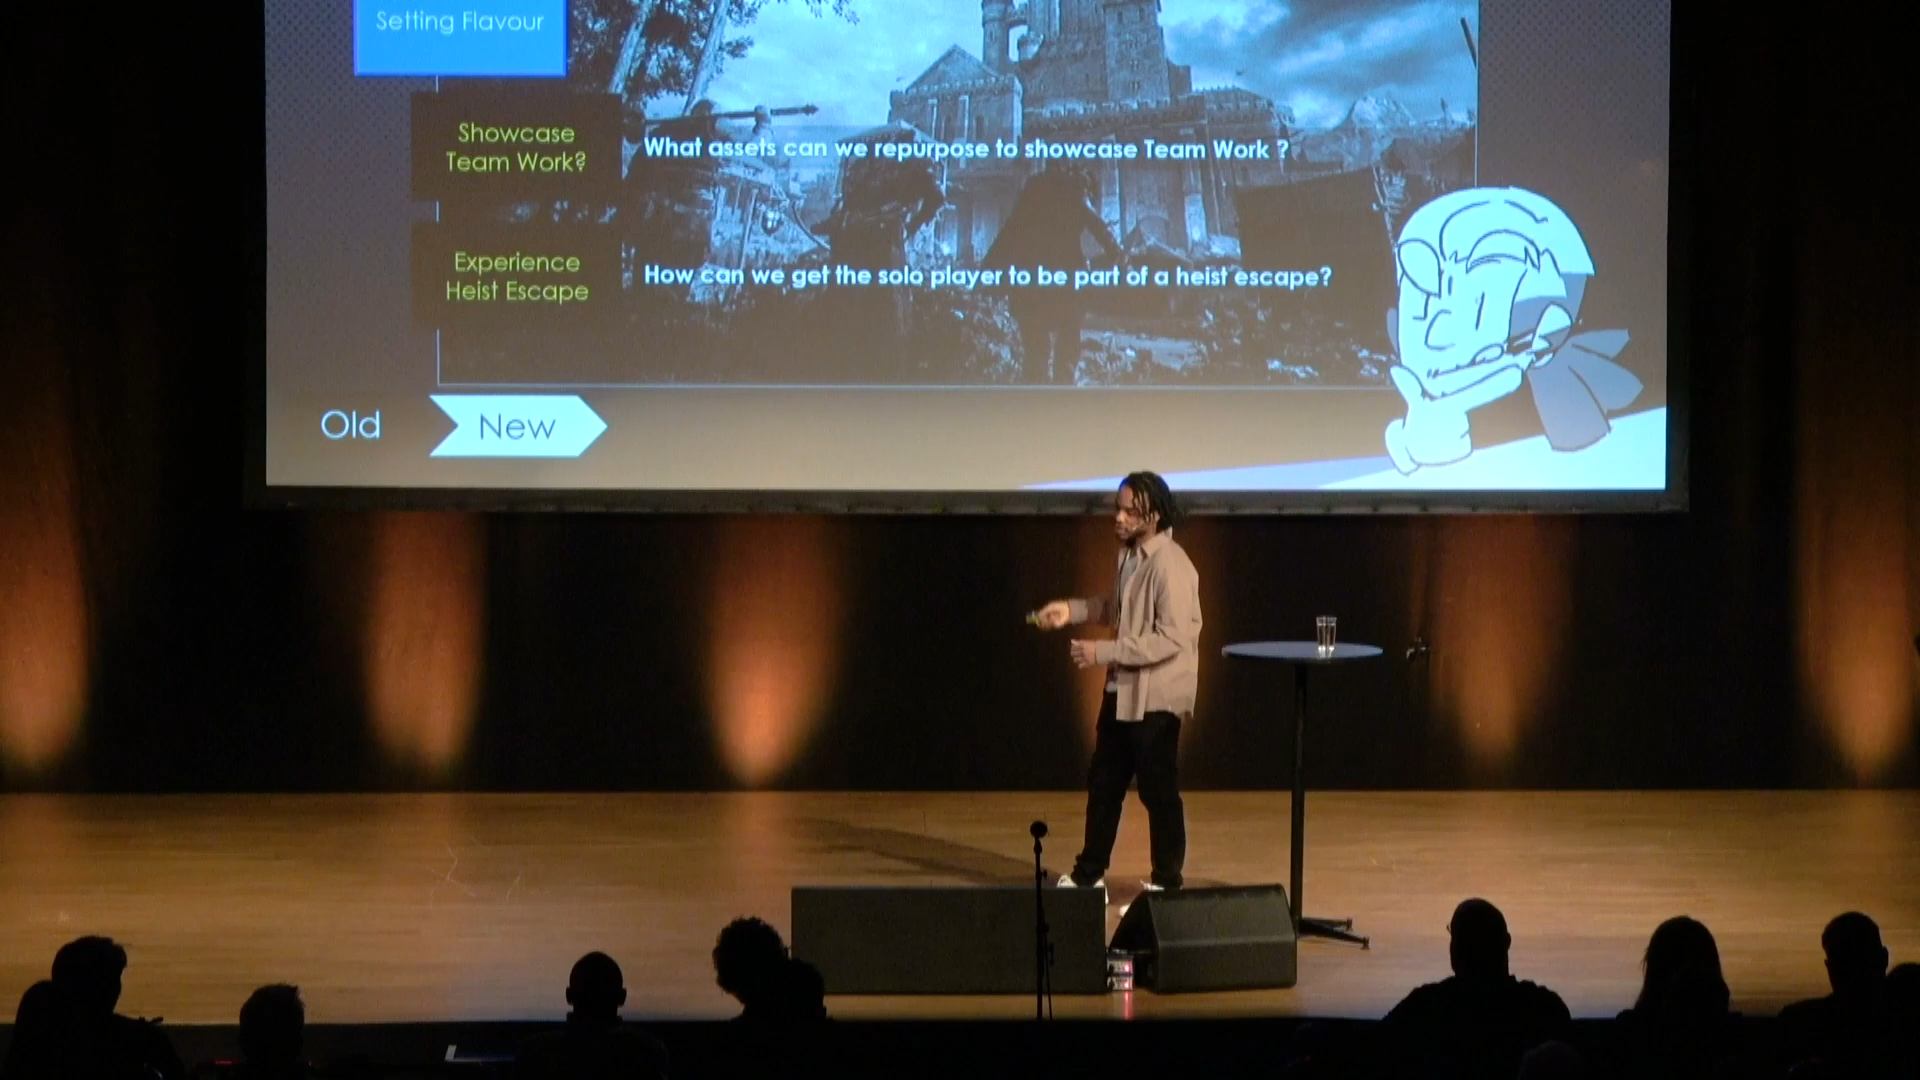 Setting Flavour
Showcase
Team Work?
What assets can we repurpose to showcase Team Work ?
Experience
Heist Escape
How can we get the solo player to be part of a heist escape?
Old
New